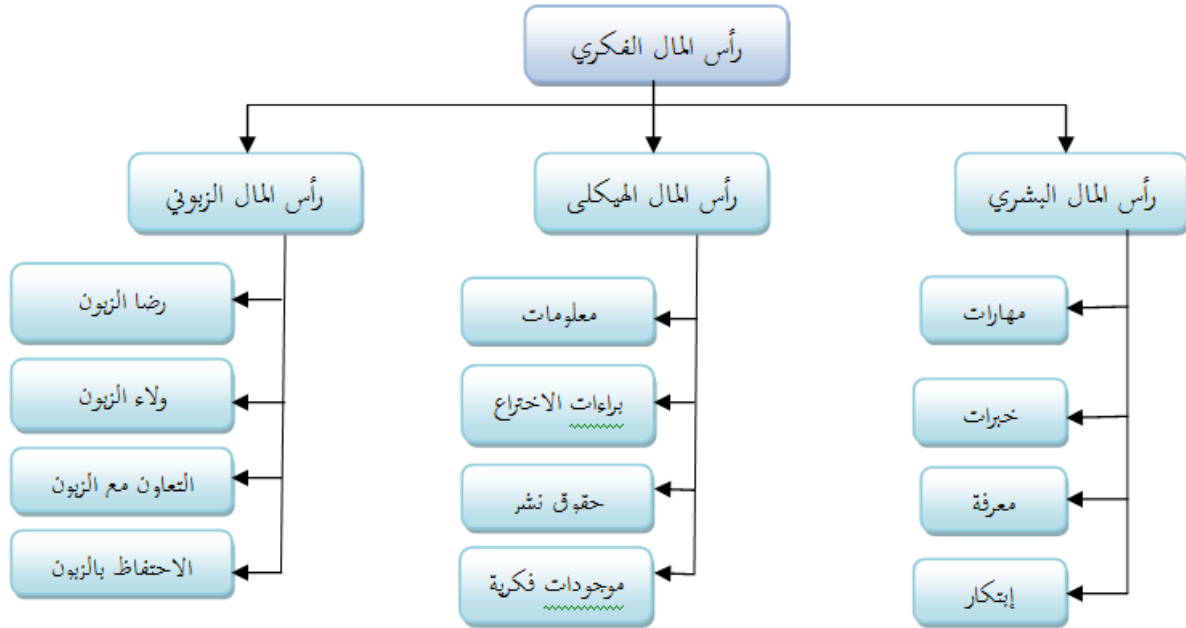 رأس المال الفكري
رأس المال البشري
رأس المال الهيكلى
رأس المال الزبوني
مهارات
خبرات
معرفة
إبتكار
معلومات
براءات الاختراع
حقوق نشر
موجودات فكرية
رضا الزبون
ولاء الزبون
التعاون مع الزبون
الاحتفاظ بالزبون